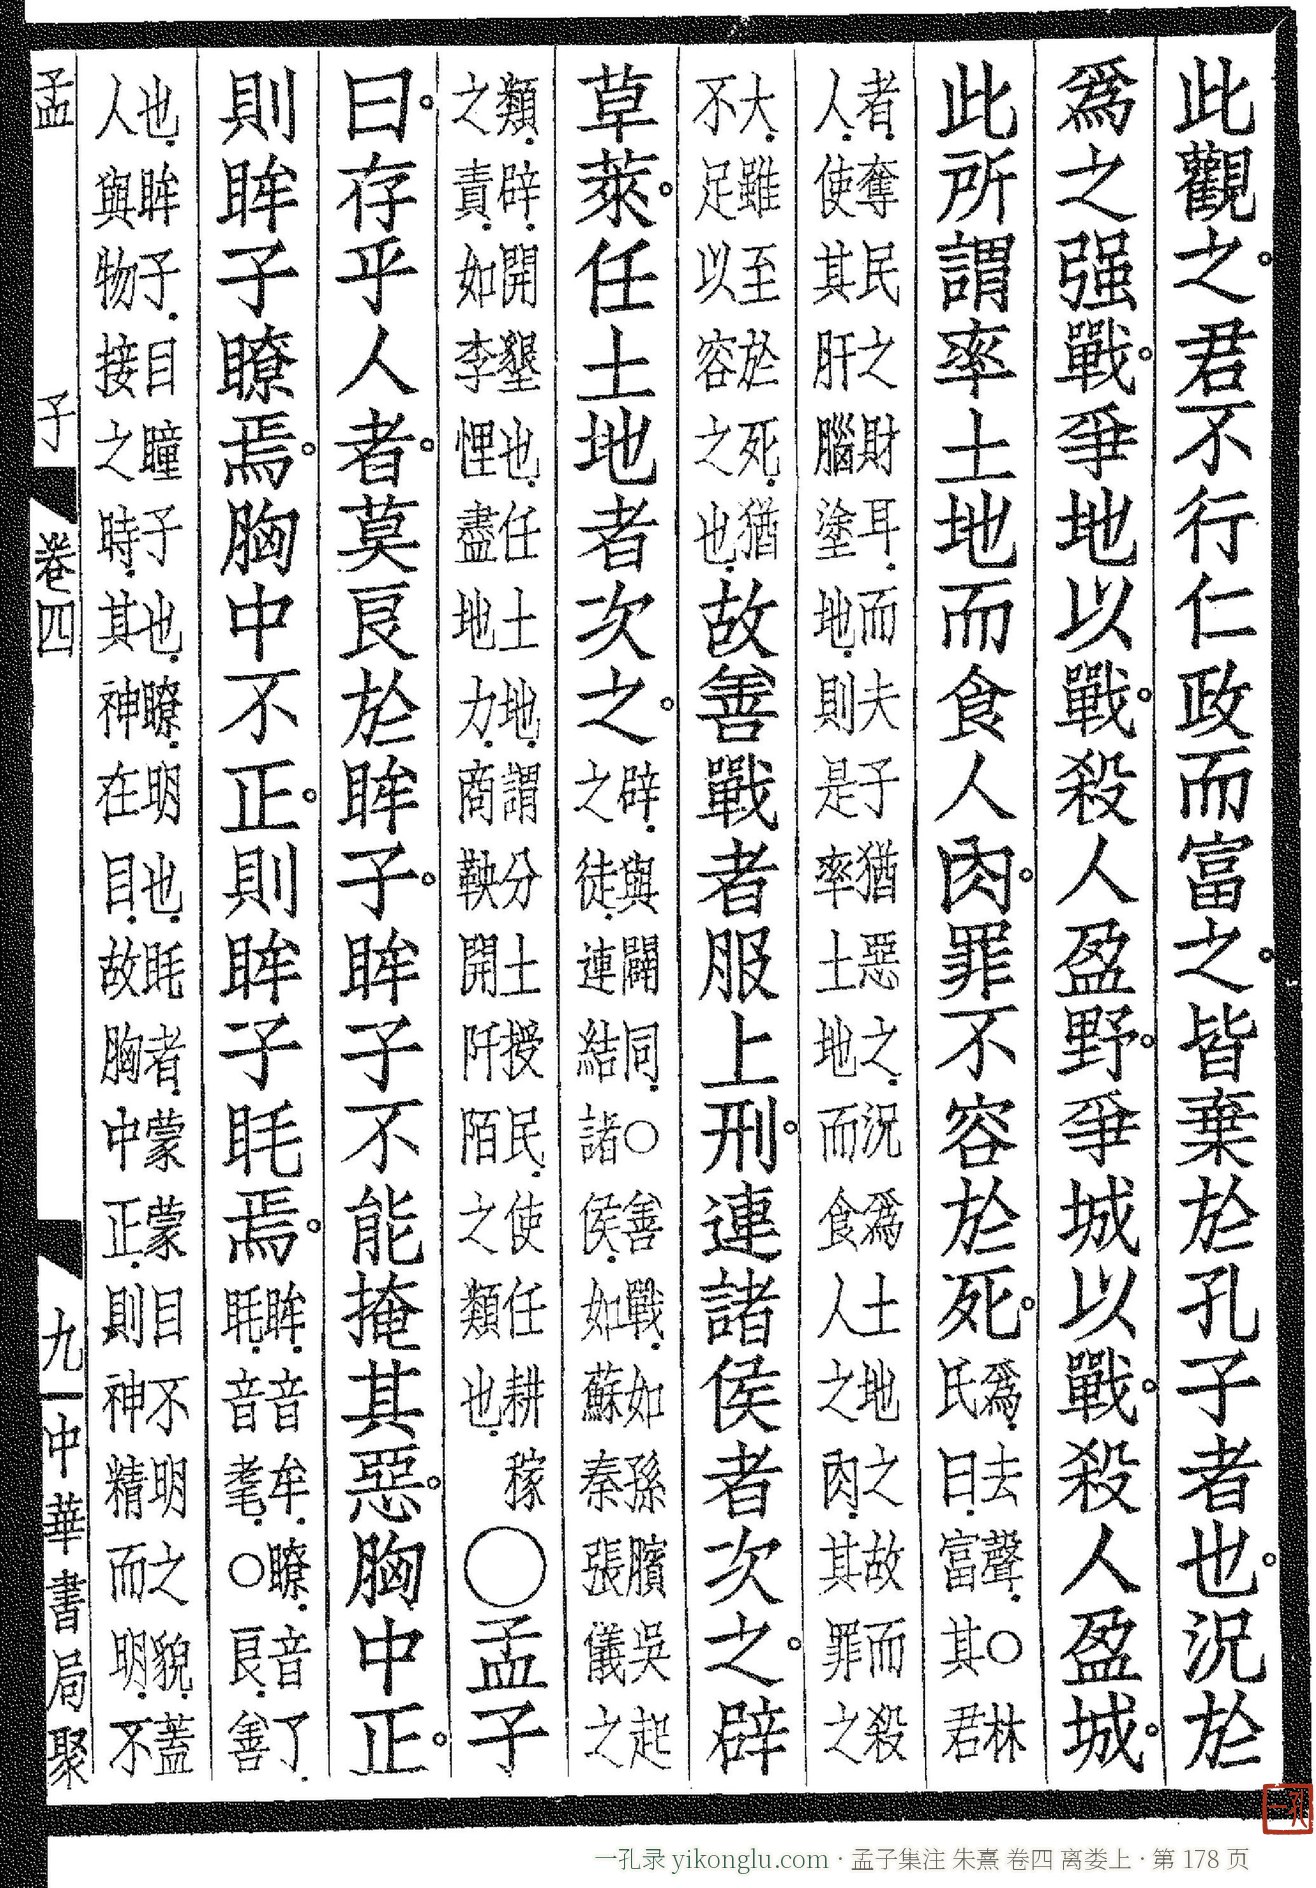 此觀之。君不行仁政而富之。皆棄於孔子者也。況於
爲之强戰。爭地以戰。殺人盈野。爭城以戰。殺人盈城。
此所謂率土地而食人肉。罪不容於死。爲。去聲。○林
氏曰。富其君
者。奪民之財耳。而夫子猶惡之。況爲土地之故而殺
人。使其肝腦塗地。則是率土地而食人之肉。其罪之
大。雖至於死。猶
不足以容之也。故善戰者服上刑。連諸侯者次之。辟
草萊。任土地者次之。辟。與闢同。○善戰。如孫臏吳起
之徒。連結諸侯。如蘇秦張儀之
類。辟。開墾也。任土地。謂分土授民。使任耕稼
之責。如李悝盡地力。商鞅開阡陌之類也。○孟子
曰。存乎人者。莫良於眸子。眸子不能掩其惡。胸中正。
則眸子瞭焉。胸中不正。則眸子眊焉。眸。音牟。瞭。音了。
眊。音耄。○良。善
也。眸子。目瞳子也。瞭。明也。眊者。蒙蒙目不明之貌。蓋
人與物接之時。其神在目。故胸中正。則神精而明。不
孟子 卷四 九一中華書局聚
一孔
一孔录 yikonglu.com · 孟子集注 朱熹 卷四 离娄上 · 第 178 页